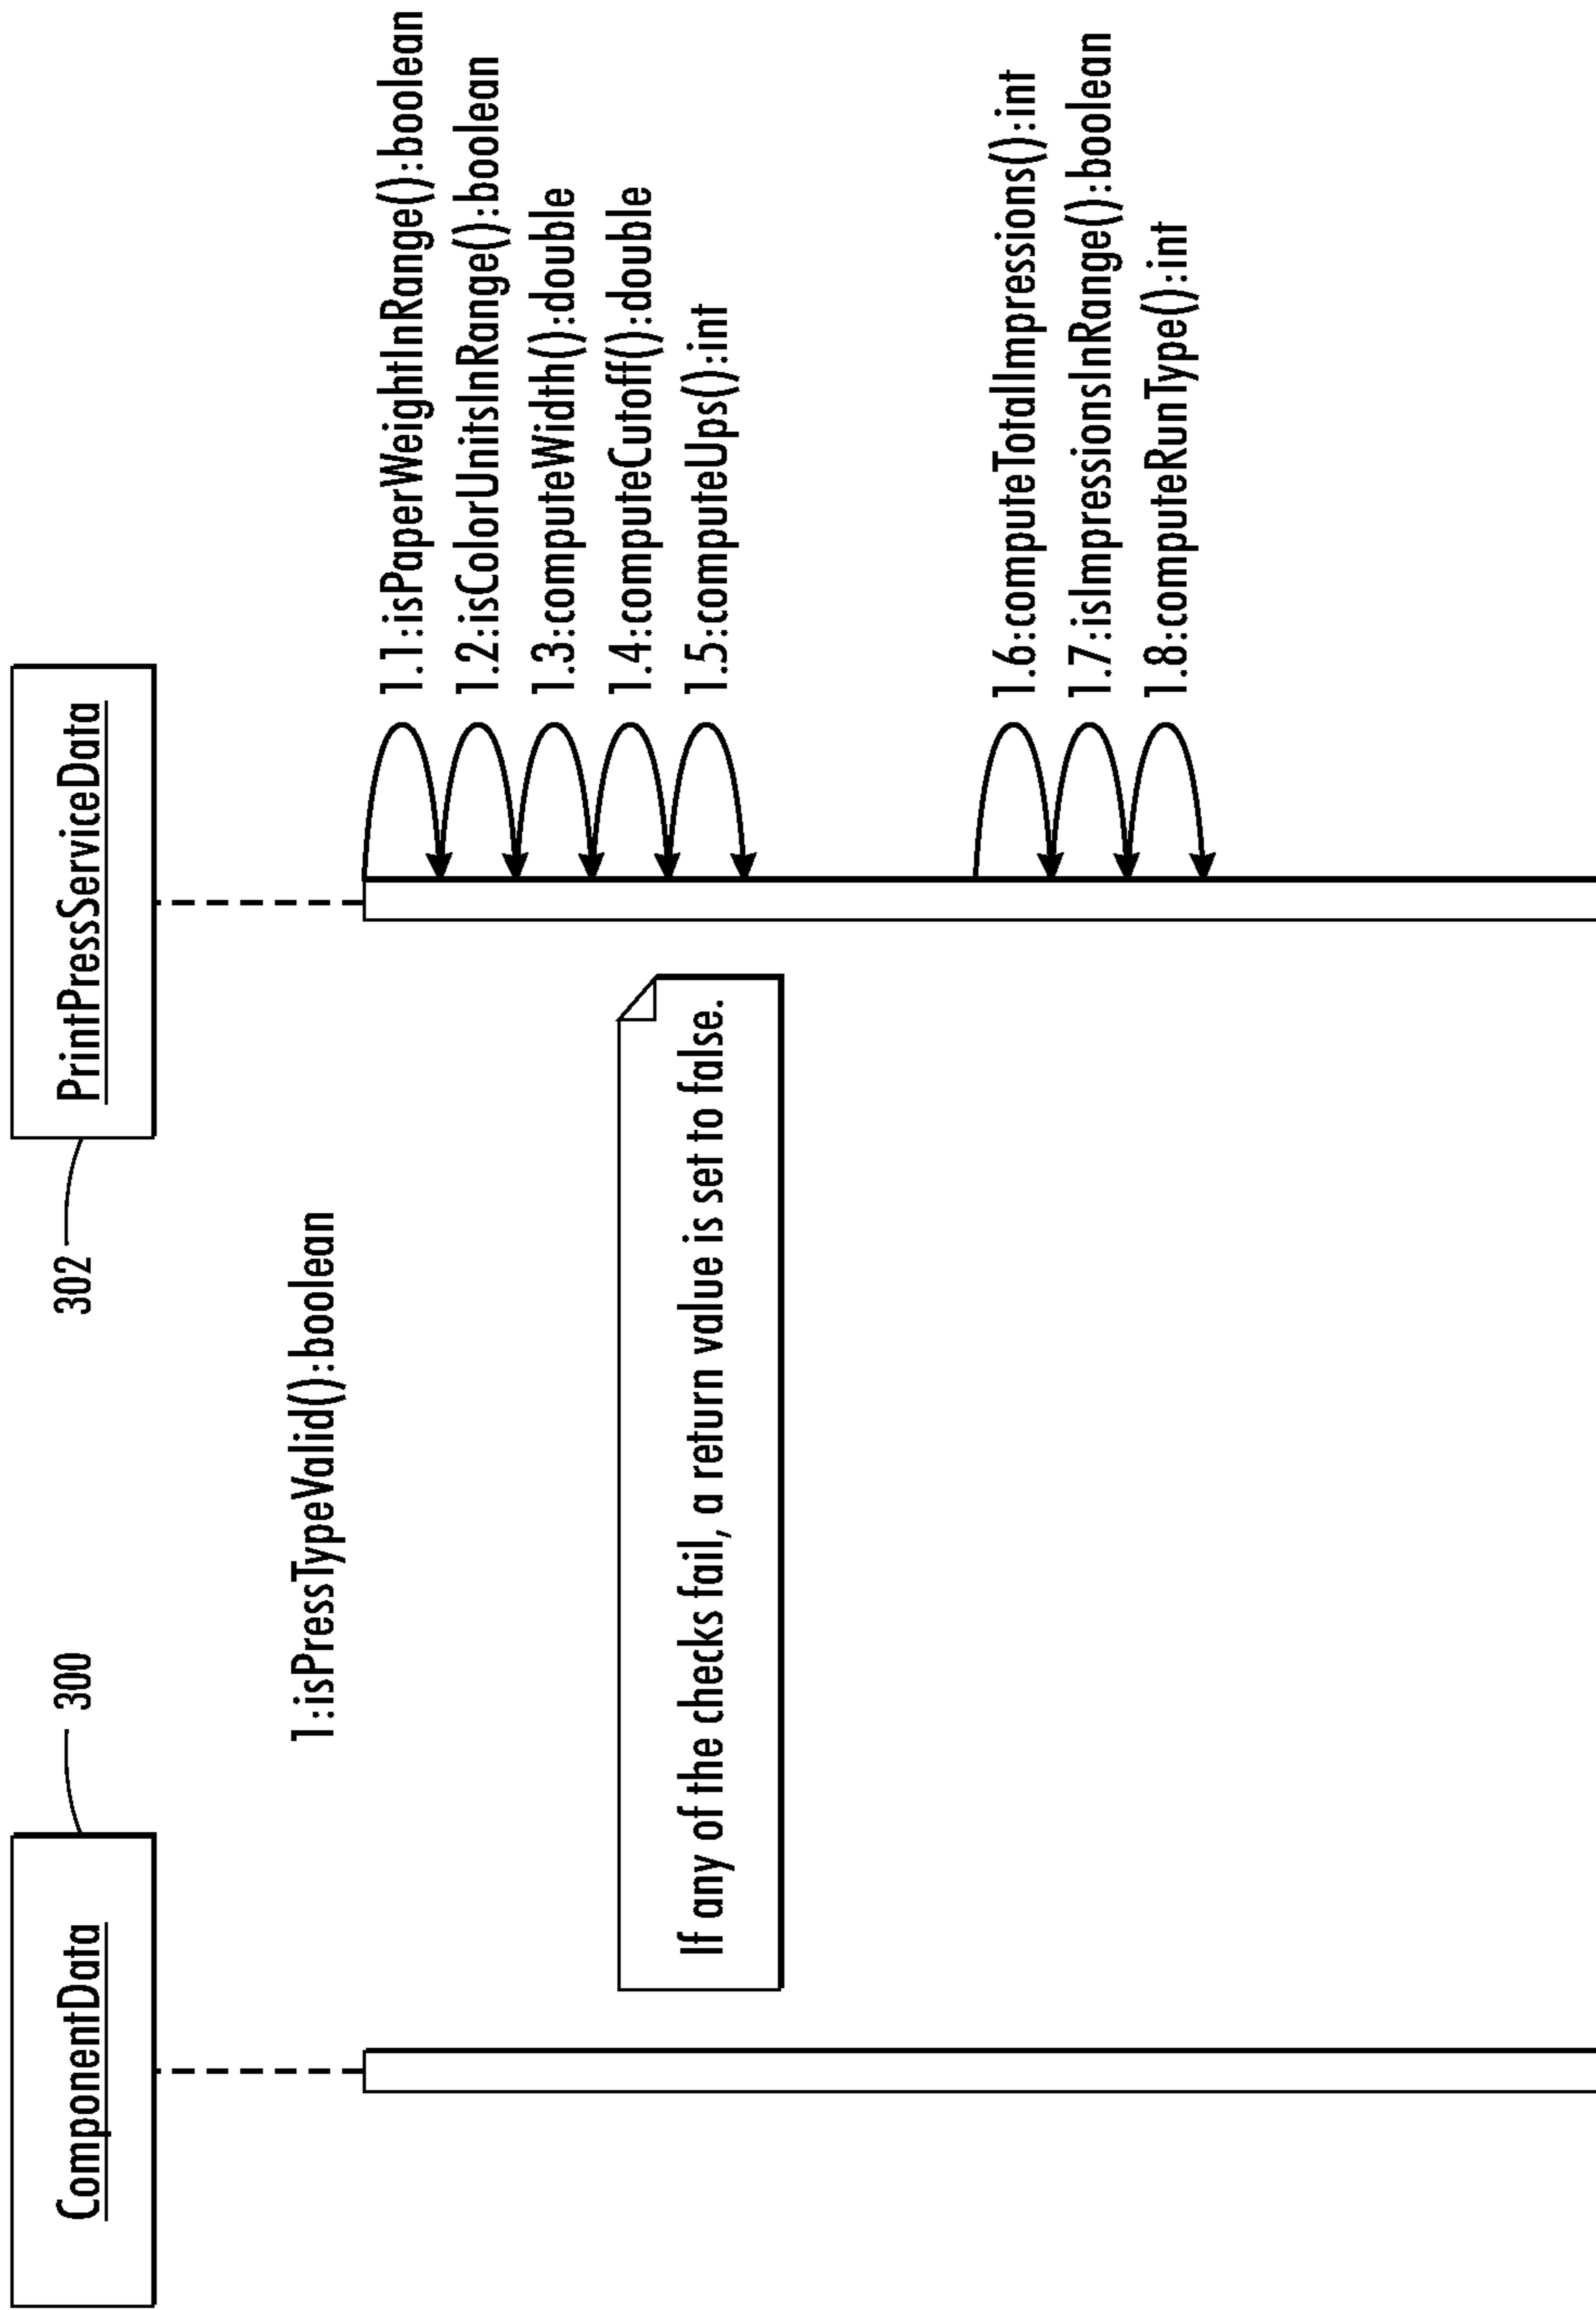 ComponentData
300
302
PrintPressServiceData
1:isPressTypeValid():boolean
1.1:isPaperWeightInRange():boolean
1.2:isColorUnitsInRange():boolean
1.3:computeWidth():double
1.4:computeCutoff():double
1.5:computeUps():int
If any of the checks fail, a return value is set to false.
1.6:computeTotalImpressions():int
1.7:isImpressionsInRange():boolean
1.8:computeRunType():int